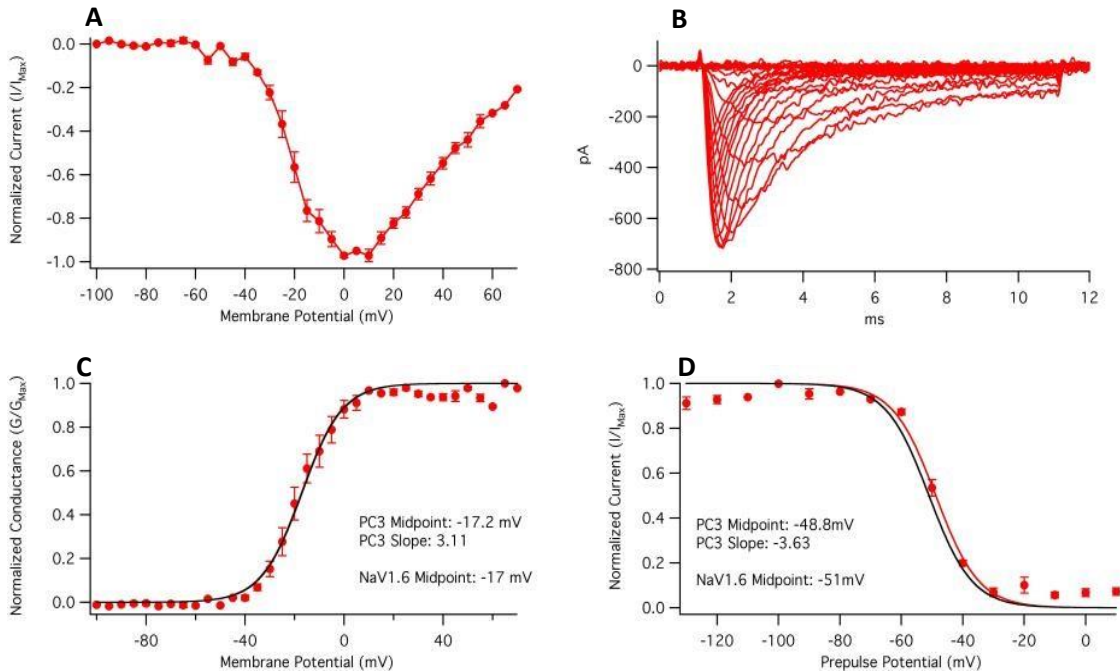 A
Normalized Current (I/IMax)
0.0
-0.2
-0.4
-0.6
-0.8
-1.0
-100 -80 -60 -40 -20 0 20 40 60
Membrane Potential (mV)
B
pA
0
-200
-400
-600
-800
0 2 4 6 8 10 12
ms
C
Normalized Conductance (G/GMax)
1.0
0.8
0.6
0.4
0.2
0.0
PC3 Midpoint: -17.2 mV
PC3 Slope: 3.11
NaV1.6 Midpoint: -17 mV
-80 -40 0 40
Membrane Potential (mV)
D
Normalized Current (I/IMax)
1.0
0.8
0.6
0.4
0.2
0.0
PC3 Midpoint: -48.8mV
PC3 Slope: -3.63
NaV1.6 Midpoint: -51mV
-120 -100 -80 -60 -40 -20 0
Prepulse Potential (mV)